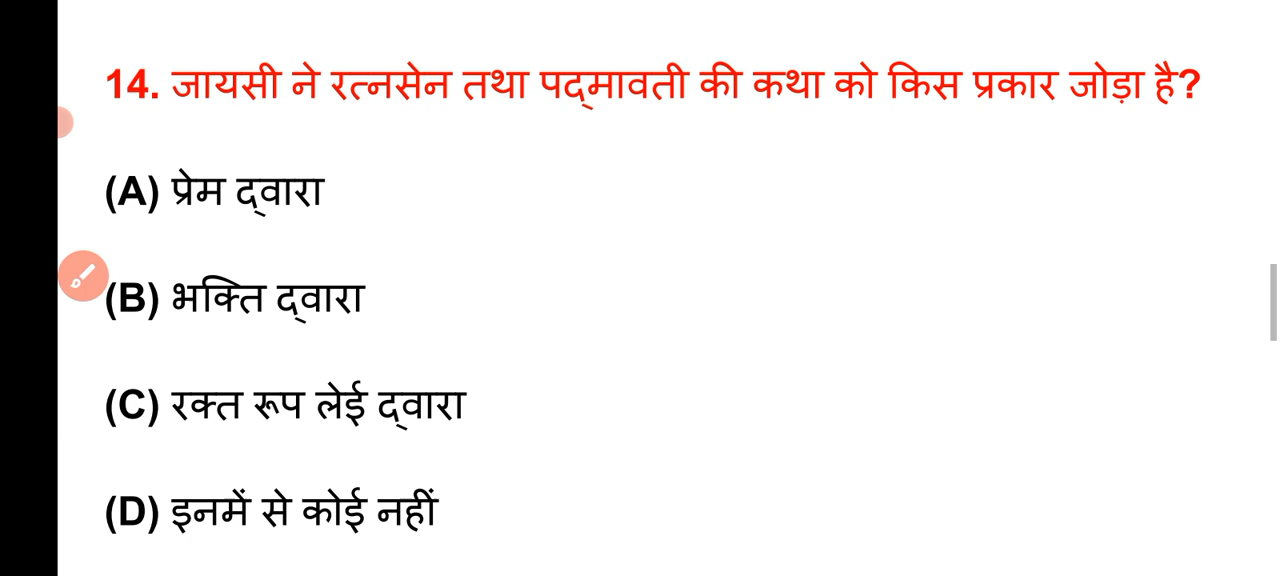 14. जायसी ने रत्नसेन तथा पद्‌मावती की कथा को किस प्रकार जोड़ा है?
(A) प्रेम द्‌वारा
(B) भक्ति द्‌वारा
(C) रक्त रूप लेई द्‌वारा
(D) इनमें से कोई नहीं